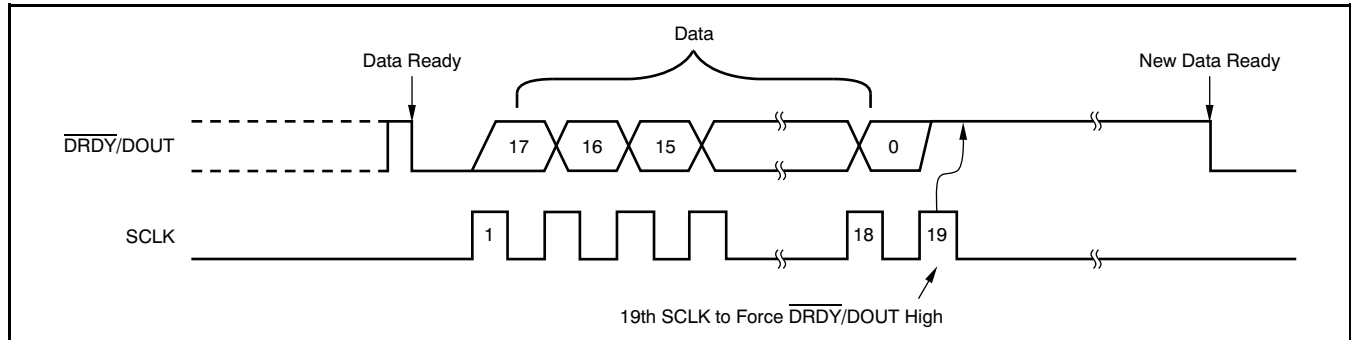 Data
Data Ready
New Data Ready
DRDY/DOUT
17 16 15 0
SCLK
1 18 19
19th SCLK to Force DRDY/DOUT High